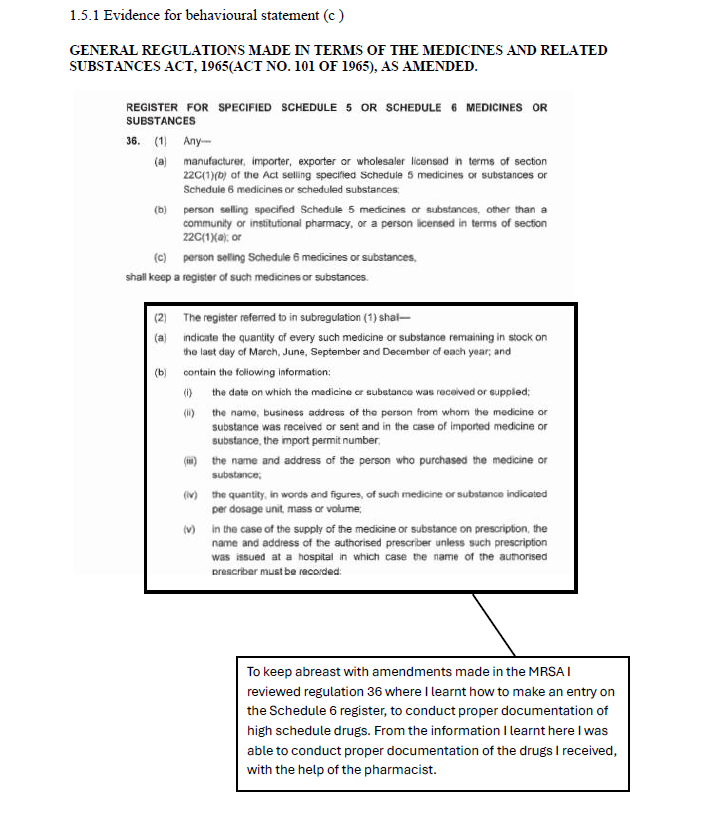 1.5.1 Evidence for behavioural statement (c )
GENERAL REGULATIONS MADE IN TERMS OF THE MEDICINES AND RELATED
SUBSTANCES ACT, 1965(ACT NO. 101 OF 1965), AS AMENDED.
REGISTER FOR SPECIFIED SCHEDULE 5 OR SCHEDULE 6 MEDICINES OR
SUBSTANCES
36. (1) Any—
(a) manufacturer, importer, exporter or wholesaler licensed in terms of section
22C(1)(b) of the Act selling specified Schedule 5 medicines or substances or
Schedule 6 medicines or scheduled substances;
(b) person selling specified Schedule 5 medicines or substances, other than a
community or institutional pharmacy, or a person licensed in terms of section
22C(1)(a); or
(c) person selling Schedule 6 medicines or substances,
shall keep a register of such medicines or substances.
(2) The register referred to in subregulation (1) shal—
(a) indicate the quantity of every such medicine or substance remaining in stock on
the last day of March, June, September and December of each year; and
(b) contain the following information:
(i) the date on which the medicine or substance was received or supplied;
(ii) the name, business address of the person from whom the medicine or
substance was received or sent and in the case of imported medicine or
substance, the import permit number;
(iii) the name and address of the person who purchased the medicine or
substance;
(iv) the quantity, in words and figures, of such medicine or substance indicated
per dosage unit, mass or volume;
(v) in the case of the supply of the medicine or substance on prescription, the
name and address of the authorised prescriber unless such prescription
was issued at a hospital in which case the name of the authorised
prescriber must be recorded;
To keep abreast with amendments made in the MRSA I
reviewed regulation 36 where I learnt how to make an entry on
the Schedule 6 register, to conduct proper documentation of
high schedule drugs. From the information I learnt here I was
able to conduct proper documentation of the drugs I received,
with the help of the pharmacist.